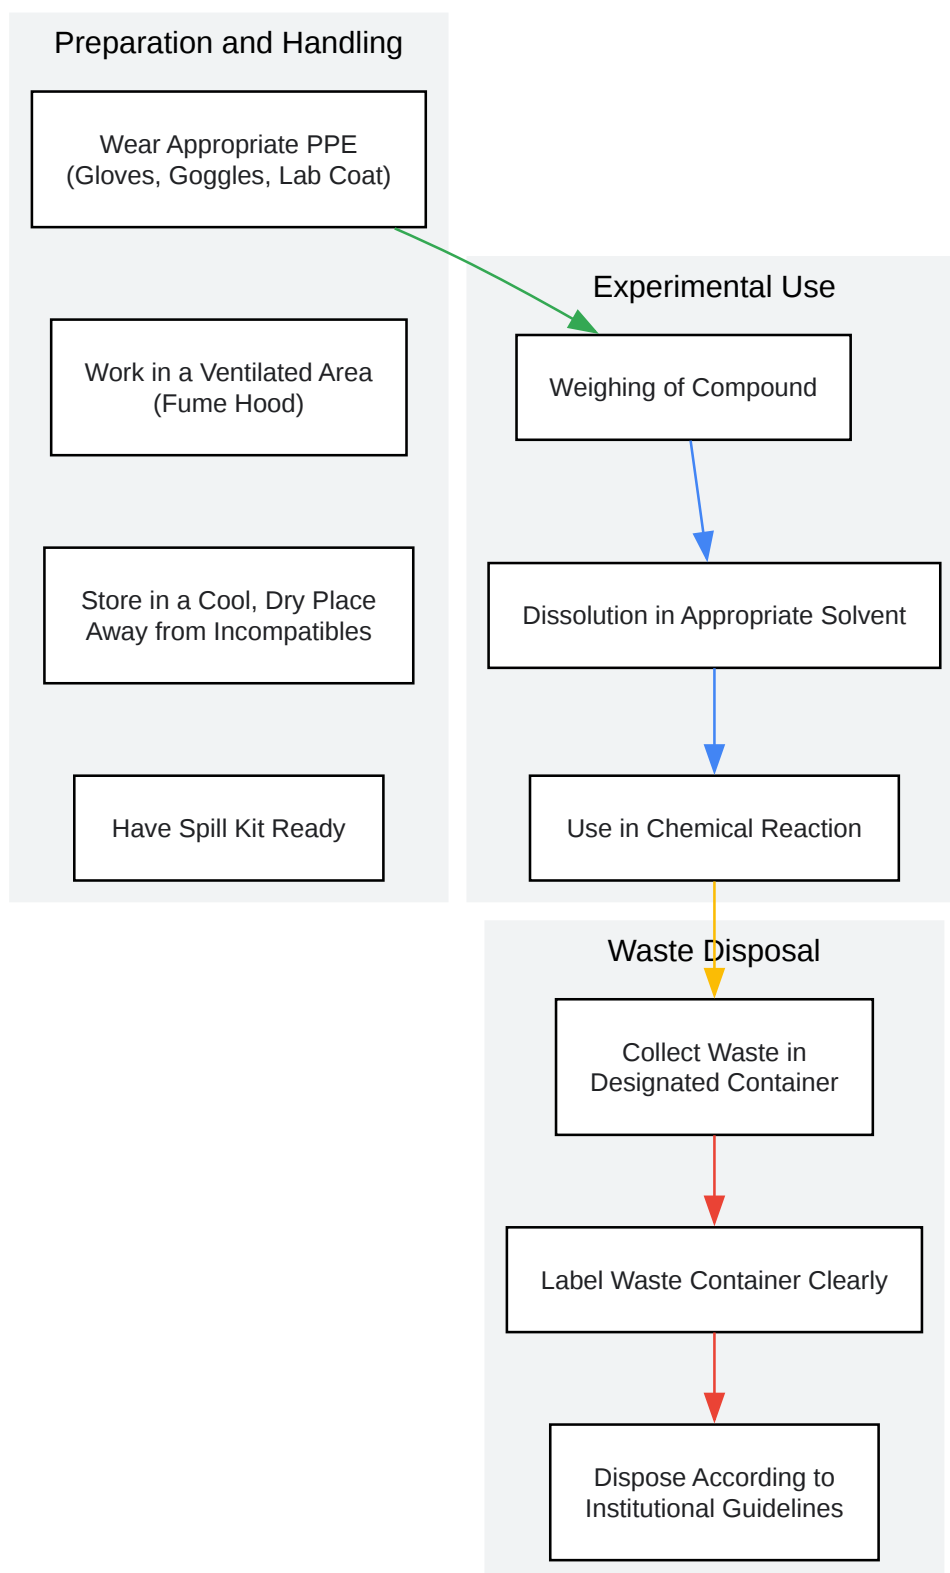 Preparation and Handling
Wear Appropriate PPE
(Gloves, Goggles, Lab Coat)
Work in a Ventilated Area
(Fume Hood)
Store in a Cool, Dry Place
Away from Incompatibles
Have Spill Kit Ready
Experimental Use
Weighing of Compound
Dissolution in Appropriate Solvent
Use in Chemical Reaction
Waste Disposal
Collect Waste in
Designated Container
Label Waste Container Clearly
Dispose According to
Institutional Guidelines